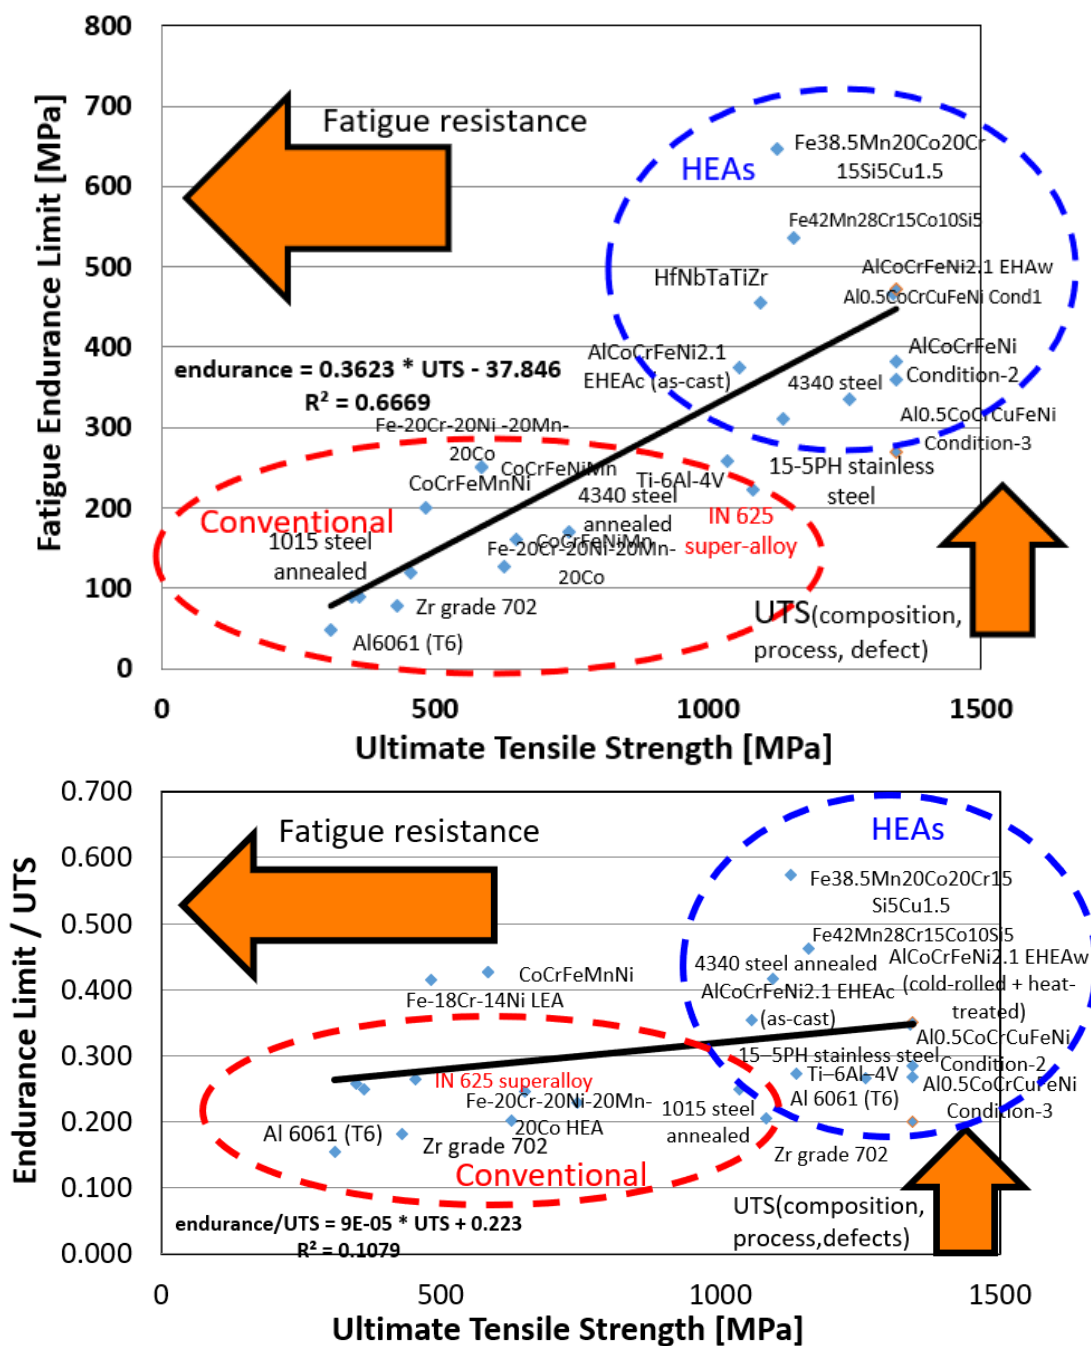 800
700
600
500
400
300
200
100
0
Fatigue Endurance Limit [MPa]
Fatigue resistance
HEAs
Fe38.5Mn20Co20Cr
15Si5Cu1.5
Fe42Mn28Cr15Co10Si5
HfNbTaTiZr
AlCoCrFeNi2.1 EHAw
Al0.5CoCrCuFeNi Cond1
AlCoCrFeNi2.1
EHEAc (as-cast)
AlCoCrFeNi
Condition-2
4340 steel
endurance = 0.3623 * UTS - 37.846
R² = 0.6669
Al0.5CoCrCuFeNi
Condition-3
Fe-20Cr-20Ni -20Mn-
20Co
CoCrFeNiMn
CoCrFeMnNi
Ti-6Al-4V
15-5PH stainless
steel
4340 steel
annealed
Conventional
IN 625
super-alloy
1015 steel
annealed
CoCrFeNiMn
Fe-20Cr-20Ni-20Mn-
20Co
Zr grade 702
Al6061 (T6)
UTS(composition,
process, defect)
0
500
1000
1500
Ultimate Tensile Strength [MPa]
0.700
0.600
0.500
0.400
0.300
0.200
0.100
0.000
Endurance Limit / UTS
Fatigue resistance
HEAs
Fe38.5Mn20Co20Cr15
Si5Cu1.5
Fe42Mn28Cr15Co10Si5
AlCoCrFeNi2.1 EHEAw
(cold-rolled + heat-
treated)
4340 steel annealed
CoCrFeMnNi
Fe-18Cr-14Ni LEA
AlCoCrFeNi2.1 EHEAc
(as-cast)
Al0.5CoCrCuFeNi
Condition-2
15-5PH stainless steel
Ti-6Al-4V
Al 6061 (T6)
Al0.5CoCrCuFeNi
Condition-3
IN 625 superalloy
Fe-20Cr-20Ni-20Mn-
20Co HEA
1015 steel
annealed
Al 6061 (T6)
Zr grade 702
Zr grade 702
Conventional
endurance/UTS = 9E-05 * UTS + 0.223
R² = 0.1079
UTS(composition,
process,defects)
0
500
1000
1500
Ultimate Tensile Strength [MPa]